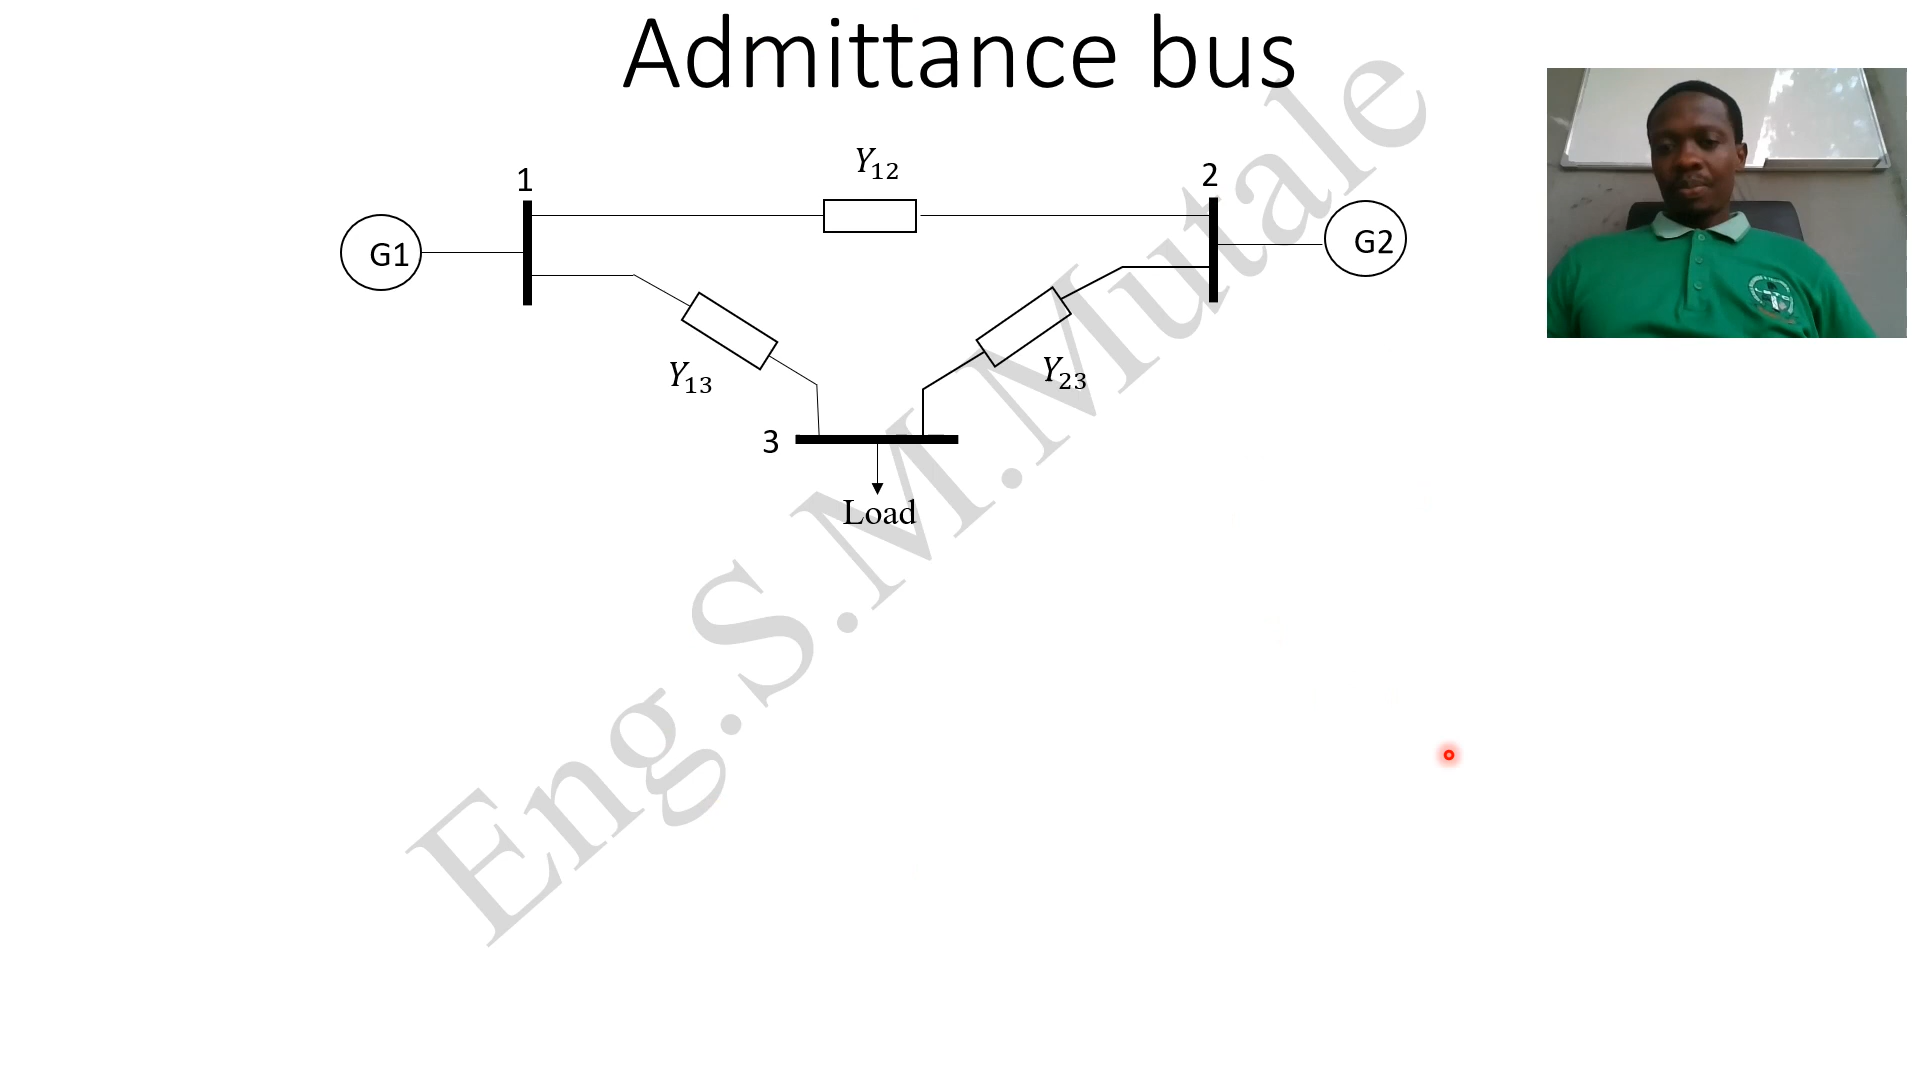 Admittance bus
Y12
1
2
G1
G2
Y13
Y23
3
Load
Eng.S.M.Mutale